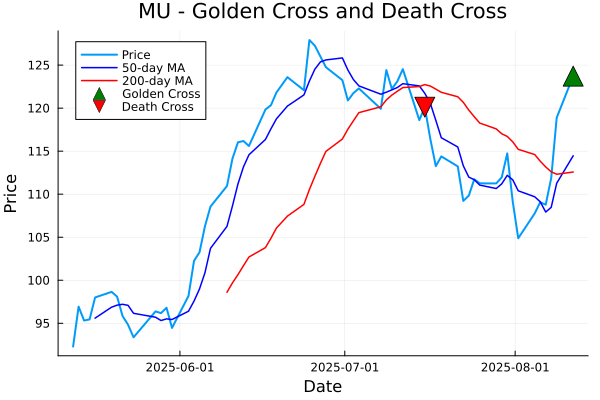 MU - Golden Cross and Death Cross
Price
50-day MA
200-day MA
Golden Cross
Death Cross
Price
125
120
115
110
105
100
95
2025-06-01
2025-07-01
2025-08-01
Date